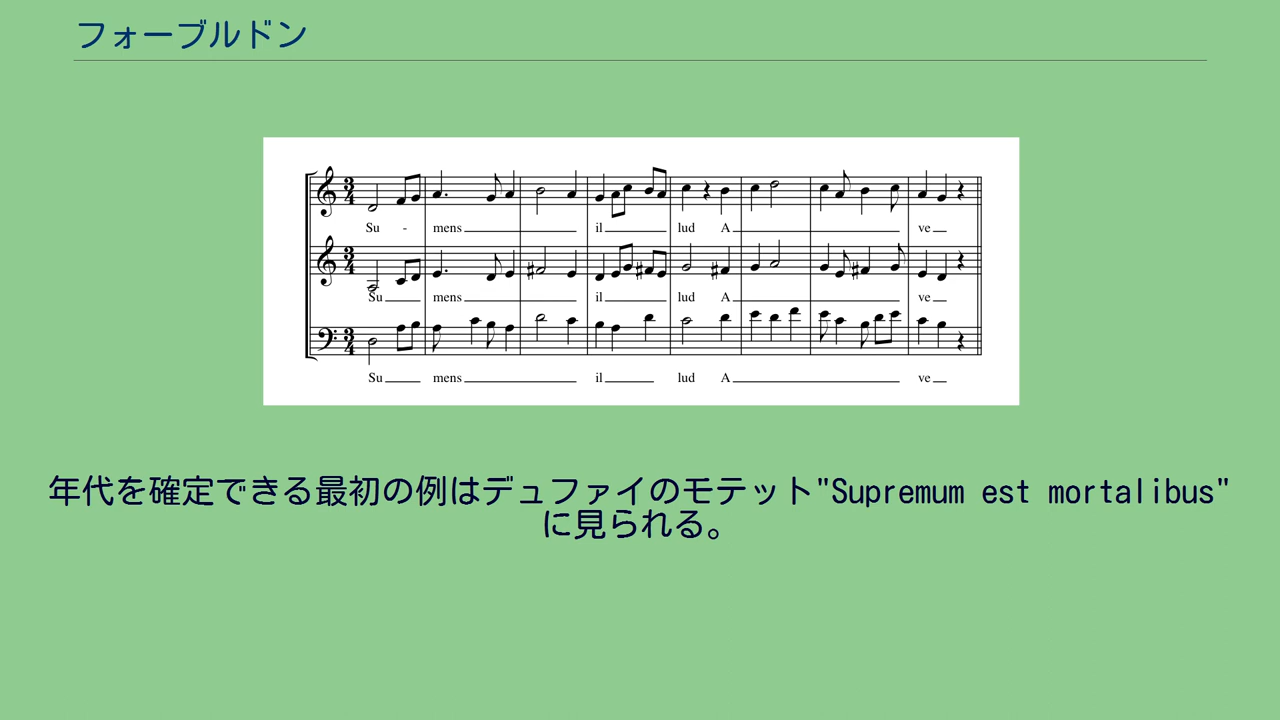 フォーブルドン
Su - mens il lud A ve
Su mens il lud A ve
Su mens il lud A ve
年代を確定できる最初の例はデュファイのモテット"Supremum est mortalibus"
に見られる。